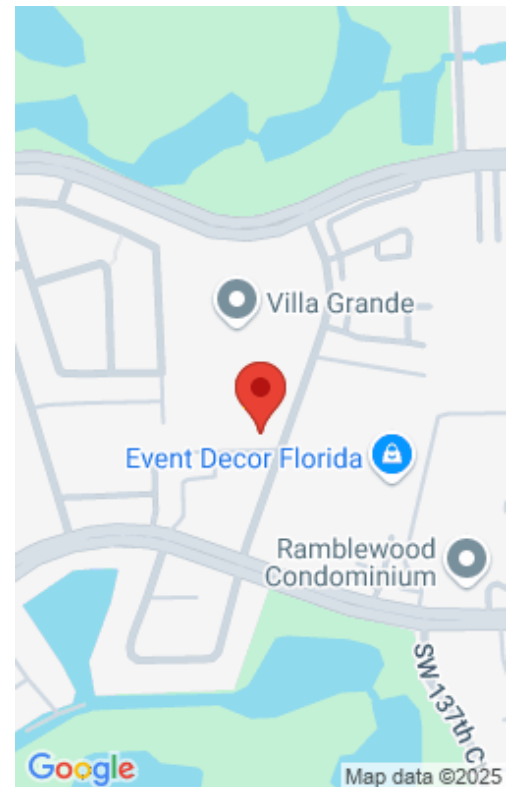 Villa Grande
Event Decor Florida
Ramblewood
Condominium
SW 137th C
Google
Map data ©2025